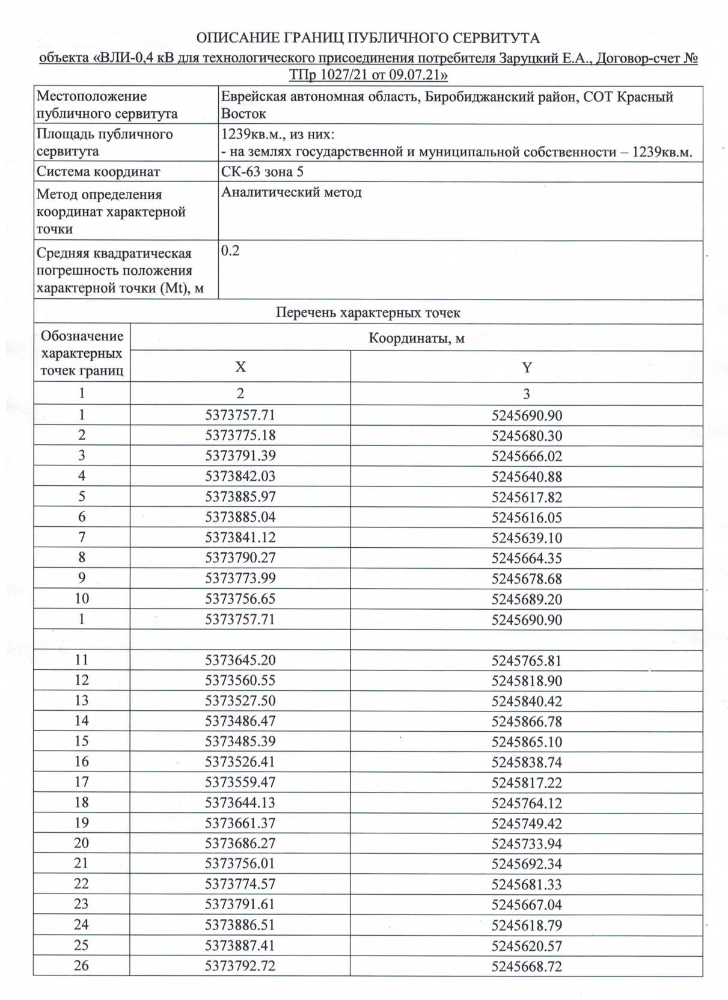 ОПИСАНИЕ ГРАНИЦ ПУБЛИЧНОГО СЕРВИТУТА
объекта «ВЛИ-0,4 кВ для технологического присоединения потребителя Заруцкий Е.А., Договор-счет №
ТПр 1027/21 от 09.07.21»
Местоположение
публичного сервитута
Еврейская автономная область, Биробиджанский район, СОТ Красный
Восток
Площадь публичного
сервитута
1239кв.м., из них:
- на землях государственной и муниципальной собственности – 1239кв.м.
Система координат
СК-63 зона 5
Метод определения
координат характерной
точки
Аналитический метод
Средняя квадратическая
погрешность положения
характерной точки (Mt), м
0.2
Перечень характерных точек
Обозначение
характерных
точек границ
Координаты, м
X Y
1 2 3
1 5373757.71 5245690.90
2 5373775.18 5245680.30
3 5373791.39 5245666.02
4 5373842.03 5245640.88
5 5373885.97 5245617.82
6 5373885.04 5245616.05
7 5373841.12 5245639.10
8 5373790.27 5245664.35
9 5373773.99 5245678.68
10 5373756.65 5245689.20
1 5373757.71 5245690.90
11 5373645.20 5245765.81
12 5373560.55 5245818.90
13 5373527.50 5245840.42
14 5373486.47 5245866.78
15 5373485.39 5245865.10
16 5373526.41 5245838.74
17 5373559.47 5245817.22
18 5373644.13 5245764.12
19 5373661.37 5245749.42
20 5373686.27 5245733.94
21 5373756.01 5245692.34
22 5373774.57 5245681.33
23 5373791.61 5245667.04
24 5373886.51 5245618.79
25 5373887.41 5245620.57
26 5373792.72 5245668.72